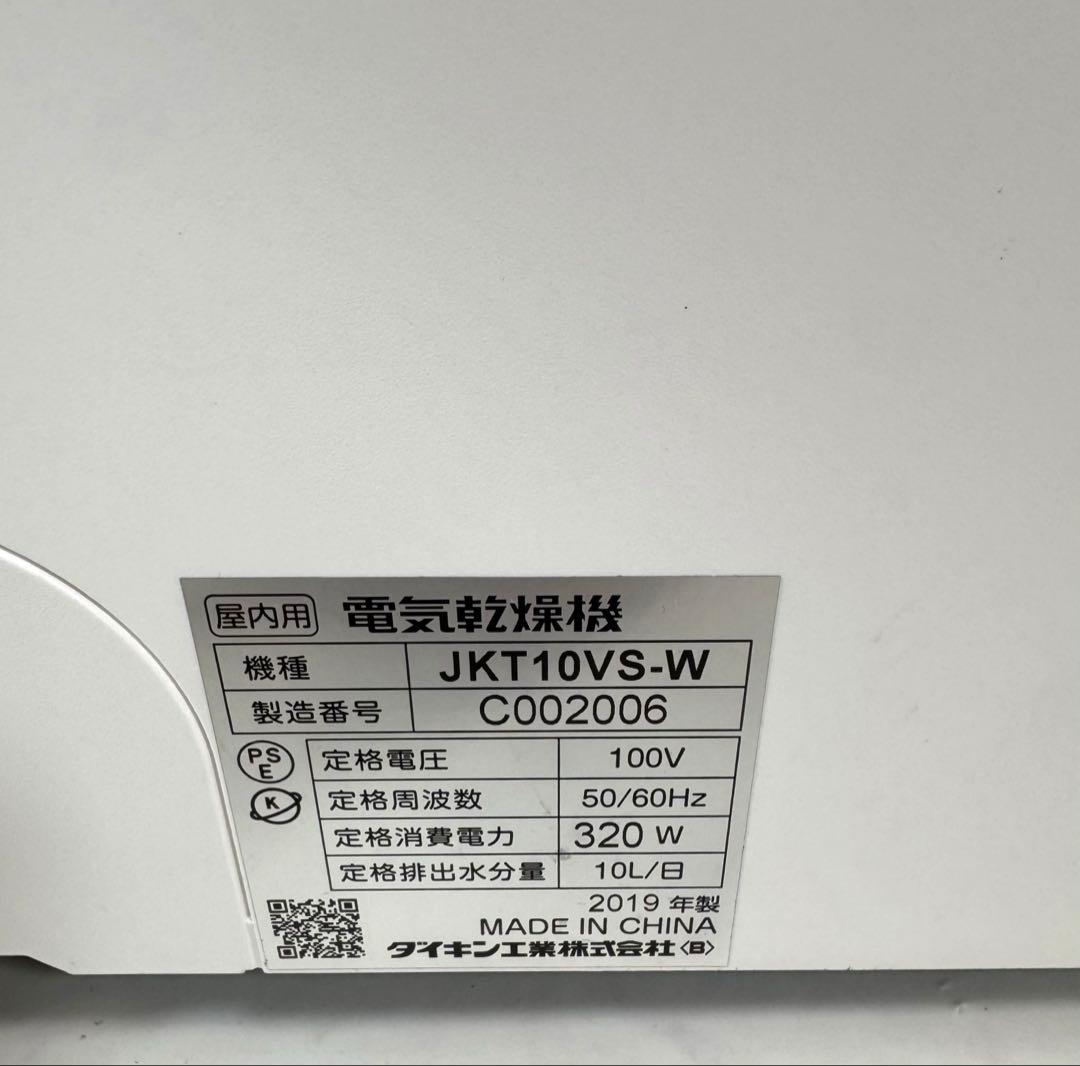 屋内用 電気乾燥機
機種 JKT10VS-W
製造番号 C002006
PS
E
定格電圧 100V
K
定格周波数 50/60Hz
定格消費電力 320 W
定格排出水分量 10L/日
2019 年製
MADE IN CHINA
ダイキン工業株式会社〈B〉